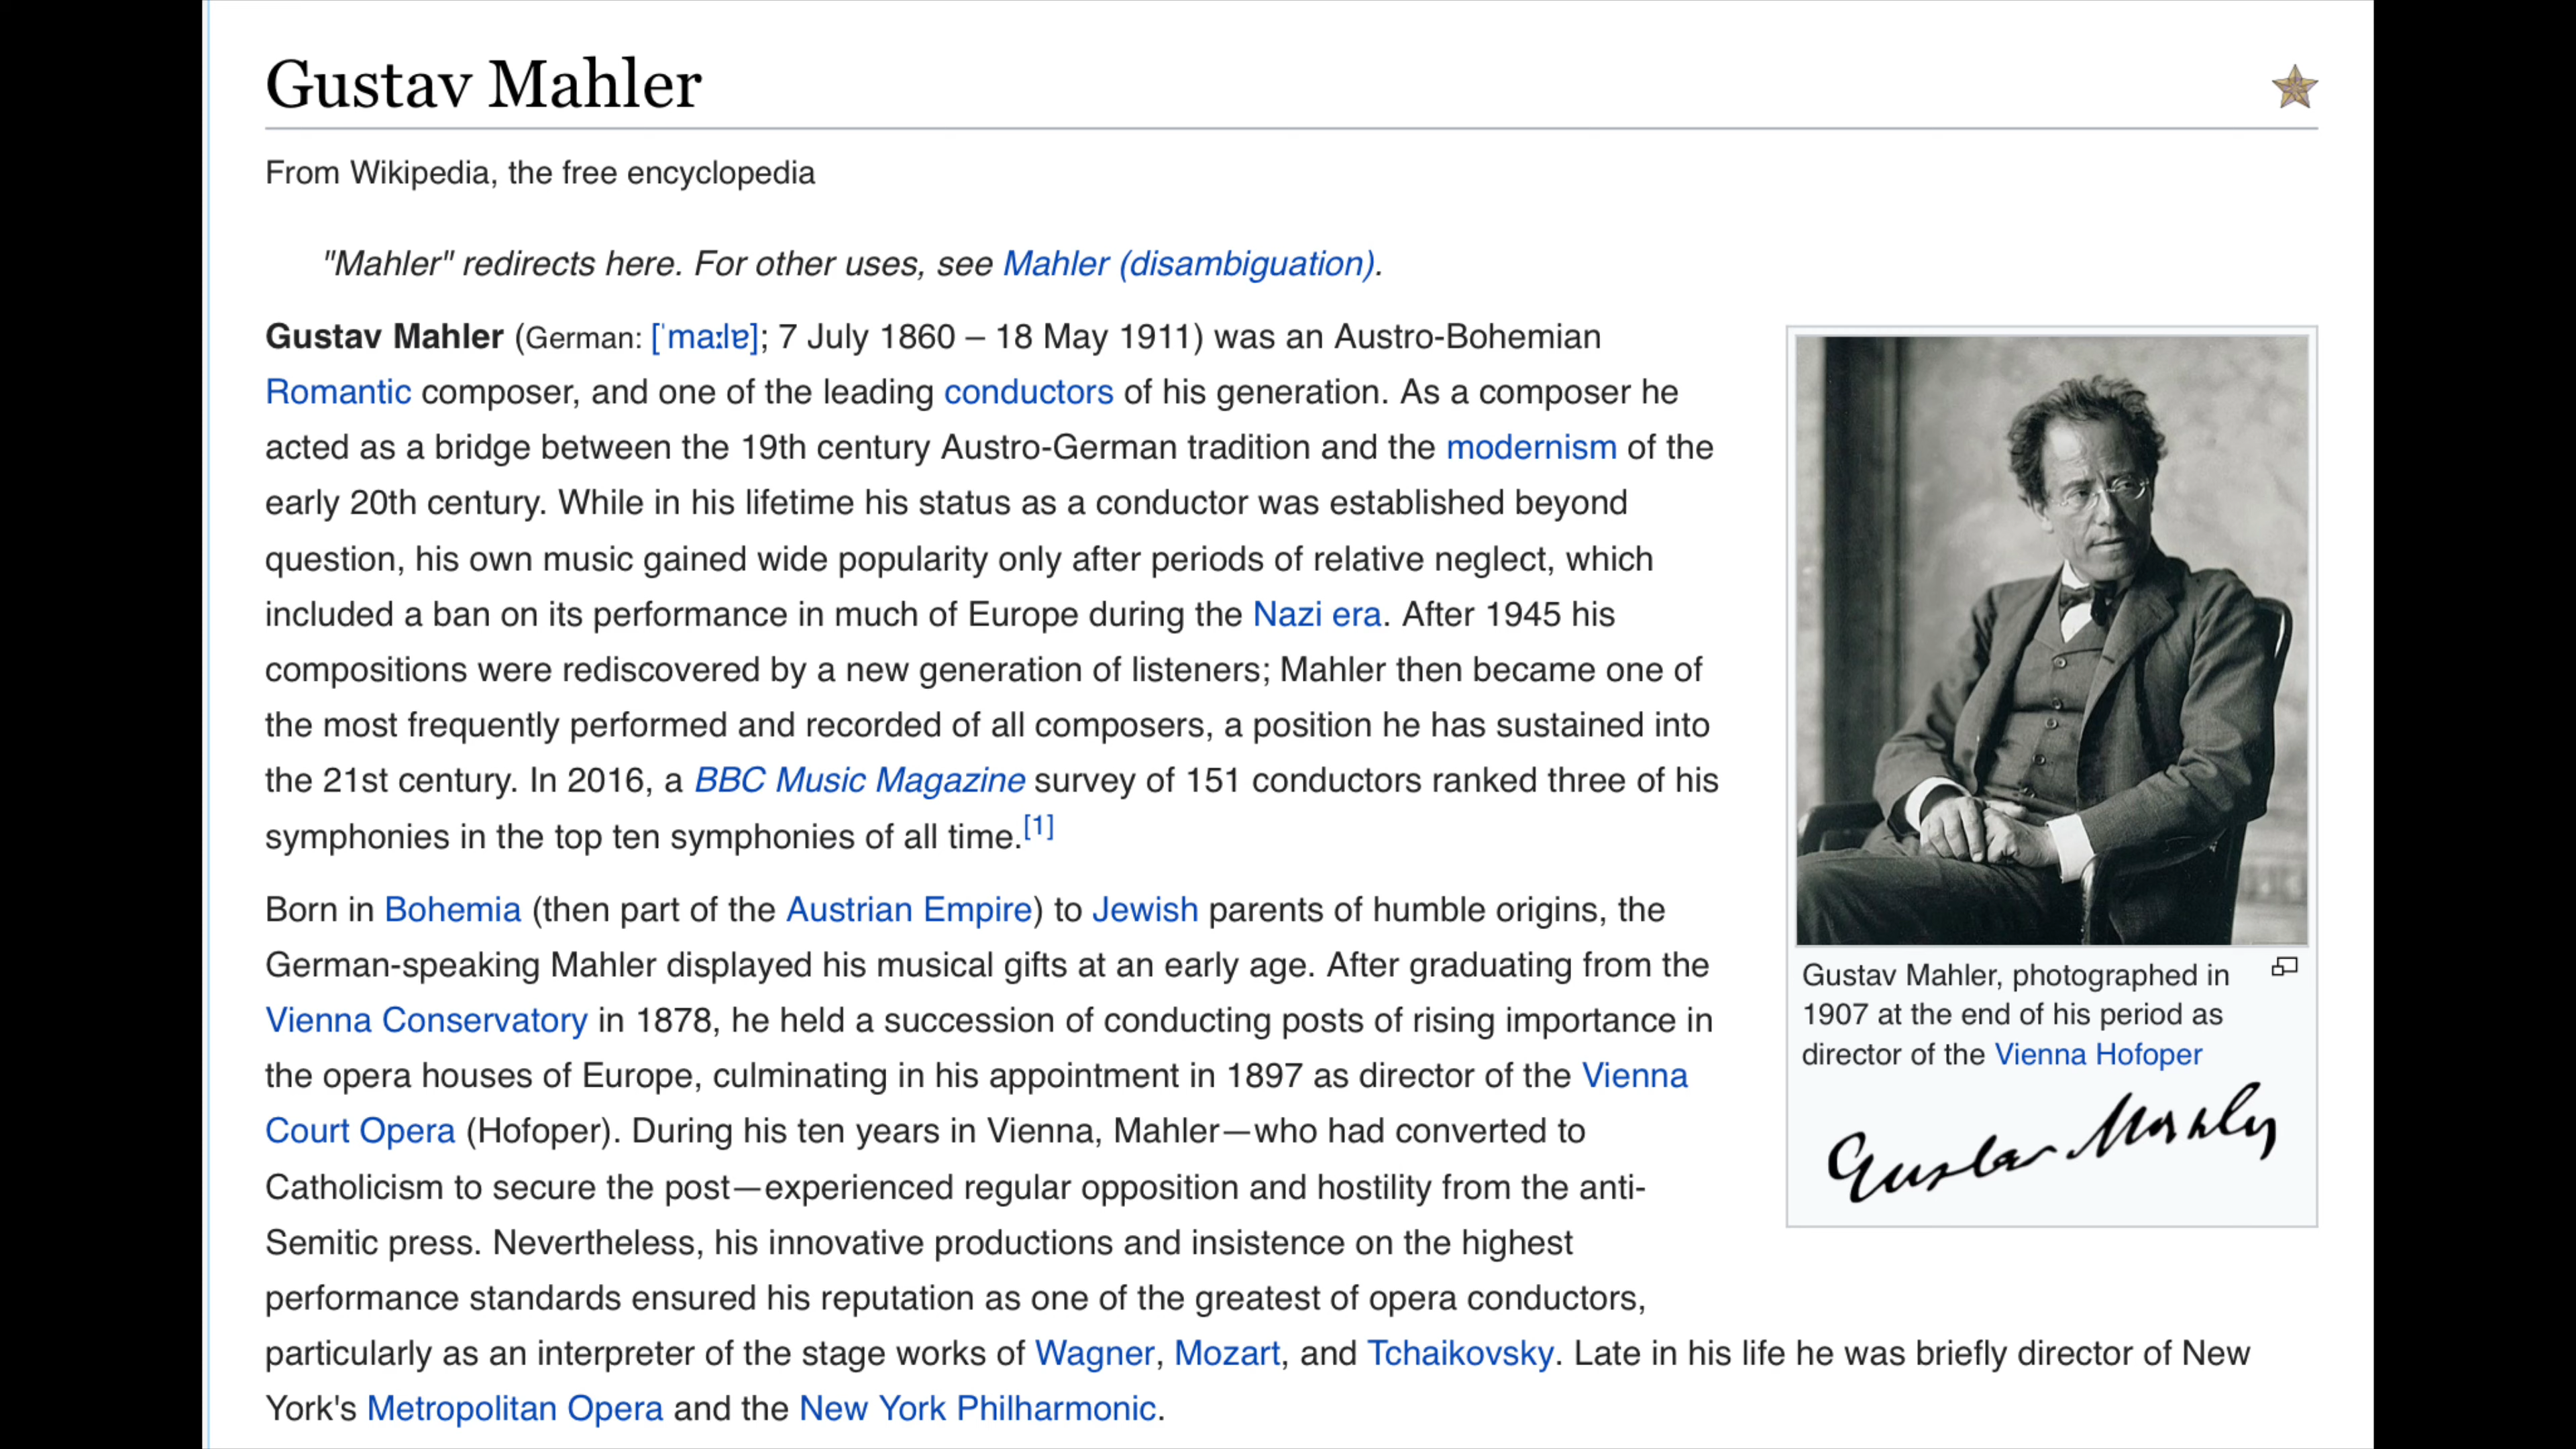 Gustav Mahler
From Wikipedia, the free encyclopedia
"Mahler" redirects here. For other uses, see Mahler (disambiguation).
Gustav Mahler (German: [ˈmaːlɐ]; 7 July 1860 – 18 May 1911) was an Austro-Bohemian
Romantic composer, and one of the leading conductors of his generation. As a composer he
acted as a bridge between the 19th century Austro-German tradition and the modernism of the
early 20th century. While in his lifetime his status as a conductor was established beyond
question, his own music gained wide popularity only after periods of relative neglect, which
included a ban on its performance in much of Europe during the Nazi era. After 1945 his
compositions were rediscovered by a new generation of listeners; Mahler then became one of
the most frequently performed and recorded of all composers, a position he has sustained into
the 21st century. In 2016, a BBC Music Magazine survey of 151 conductors ranked three of his
symphonies in the top ten symphonies of all time.[1]
Born in Bohemia (then part of the Austrian Empire) to Jewish parents of humble origins, the
German-speaking Mahler displayed his musical gifts at an early age. After graduating from the
Vienna Conservatory in 1878, he held a succession of conducting posts of rising importance in
the opera houses of Europe, culminating in his appointment in 1897 as director of the Vienna
Court Opera (Hofoper). During his ten years in Vienna, Mahler—who had converted to
Catholicism to secure the post—experienced regular opposition and hostility from the anti-
Semitic press. Nevertheless, his innovative productions and insistence on the highest
performance standards ensured his reputation as one of the greatest of opera conductors,
particularly as an interpreter of the stage works of Wagner, Mozart, and Tchaikovsky. Late in his life he was briefly director of New
York's Metropolitan Opera and the New York Philharmonic.
Gustav Mahler, photographed in
1907 at the end of his period as
director of the Vienna Hofoper
Gustav Mahler